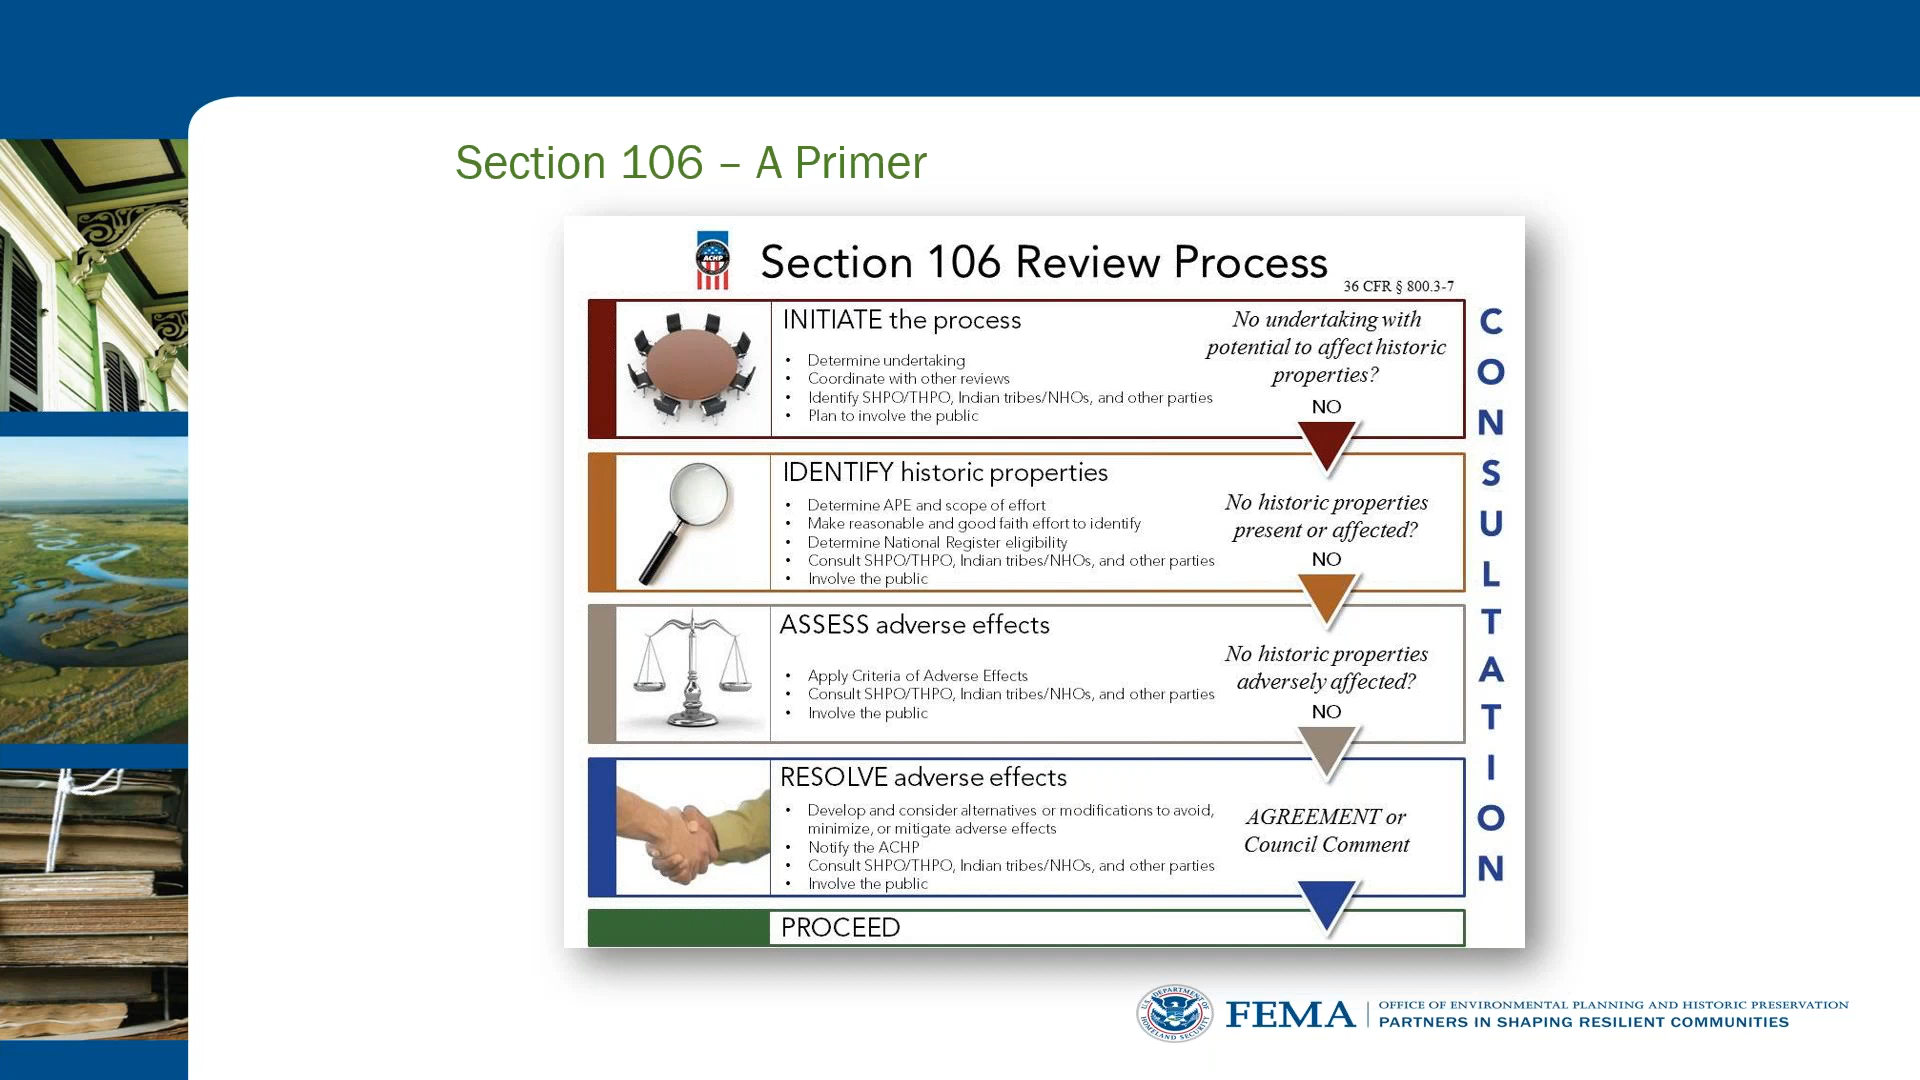 Section 106 – A Primer
ACHP
Section 106 Review Process
36 CFR § 800.3-7
INITIATE the process
• Determine undertaking
• Coordinate with other reviews
• Identify SHPO/THPO, Indian tribes/NHOs, and other parties
• Plan to involve the public
No undertaking with
potential to affect historic
properties?
NO
IDENTIFY historic properties
• Determine APE and scope of effort
• Make reasonable and good faith effort to identify
• Determine National Register eligibility
• Consult SHPO/THPO, Indian tribes/NHOs, and other parties
• Involve the public
No historic properties
present or affected?
NO
ASSESS adverse effects
• Apply Criteria of Adverse Effects
• Consult SHPO/THPO, Indian tribes/NHOs, and other parties
• Involve the public
No historic properties
adversely affected?
NO
RESOLVE adverse effects
• Develop and consider alternatives or modifications to avoid,
minimize, or mitigate adverse effects
• Notify the ACHP
• Consult SHPO/THPO, Indian tribes/NHOs, and other parties
• Involve the public
AGREEMENT or
Council Comment
PROCEED
CONSULTATION
U.S. DEPARTMENT OF
HOMELAND SECURITY
FEMA
OFFICE OF ENVIRONMENTAL PLANNING AND HISTORIC PRESERVATION
PARTNERS IN SHAPING RESILIENT COMMUNITIES